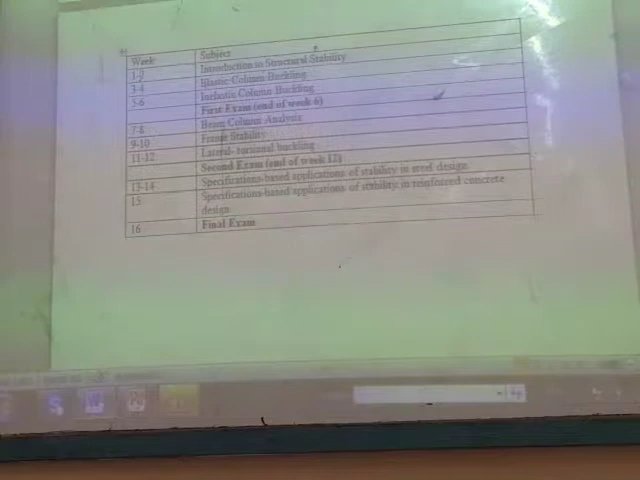 Week Subject
1-2 Introduction to Structural Stability
3-4 Elastic Column Buckling
5-6 Inelastic Column Buckling
First Exam (end of week 6)
7-8 Beam Column Analysis
9-10 Frame Stability
11-12 Lateral- torsional buckling
Second Exam (end of week 12)
13-14 Specifications-based applications of stability in steel design
15 Specifications-based applications of stability in reinforced concrete
design
16 Final Exam